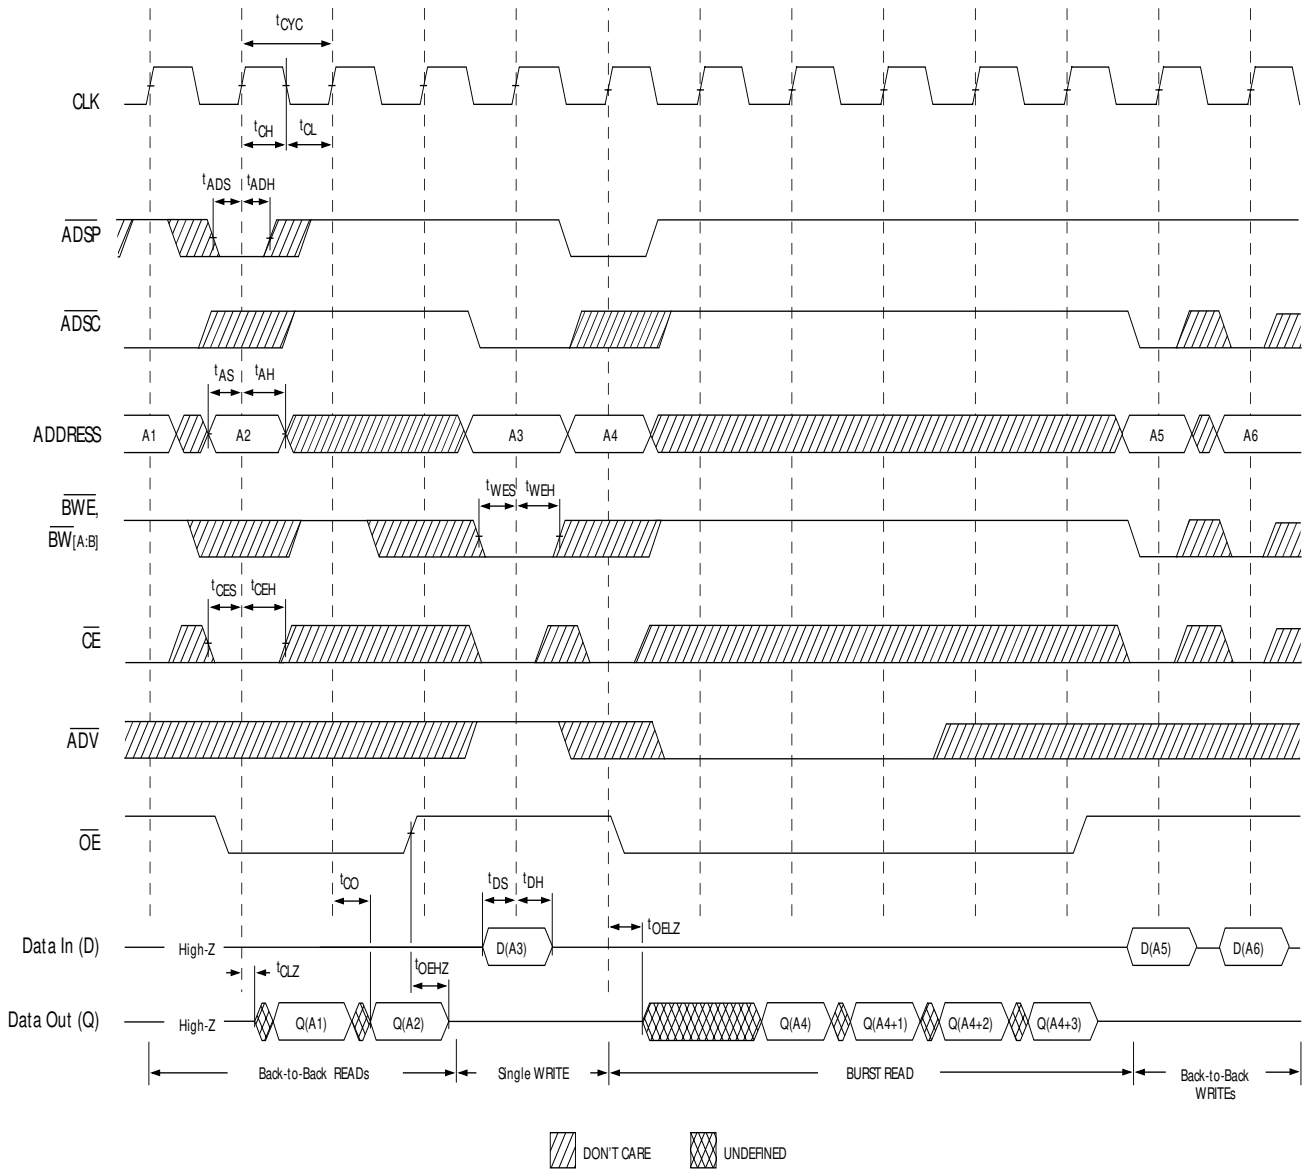 tCYC
CLK
tCH
tCL
tADS
tADH
ADSP
ADSC
tAS
tAH
ADDRESS
A1
A2
A3
A4
A5
A6
tWES
tWEH
BWE,
BW[A:B]
tCES
tCEH
CE
ADV
OE
tCO
tDS
tDH
tOELZ
Data In (D)
High-Z
D(A3)
D(A5)
D(A6)
tCLZ
tOEHZ
Data Out (Q)
High-Z
Q(A1)
Q(A2)
Q(A4)
Q(A4+1)
Q(A4+2)
Q(A4+3)
Back-to-Back READs
Single WRITE
BURST READ
Back-to-Back
WRITEs
DON'T CARE
UNDEFINED